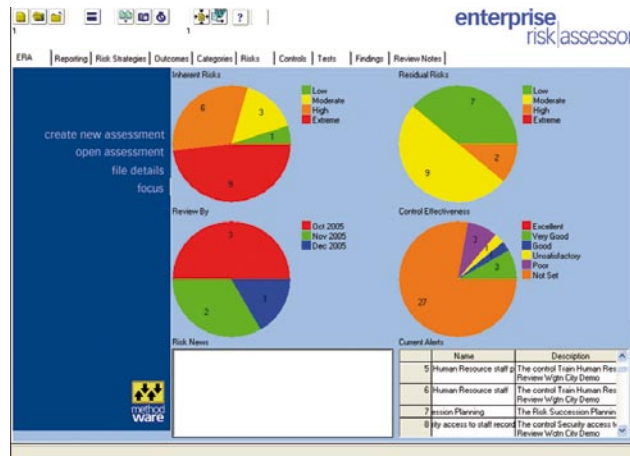 1
1
enterprise
risk assessor
ERA Reporting Risk Strategies Outcomes Categories Risks Controls Tests Findings Review Notes
Inherent Risks
6
3
1
9
Low
Moderate
High
Extreme
Residual Risks
7
2
9
Low
Moderate
High
Extreme
create new assessment
open assessment
file details
focus
Review By
3
2
1
Oct 2005
Nov 2005
Dec 2005
Control Effectiveness
3
1
3
27
Excellent
Very Good
Good
Unsatisfactory
Poor
Not Set
Risk News
Current Alerts
Name Description
5 Human Resource staff p The control Train Human Res
Review Wgtn City Demo
6 Human Resource staff The control Train Human Res
Review Wgtn City Demo
7 ession Planning The Risk Succession Plannin
8 ity access to staff record The control Security access t
Review Wgtn City Demo
method
ware